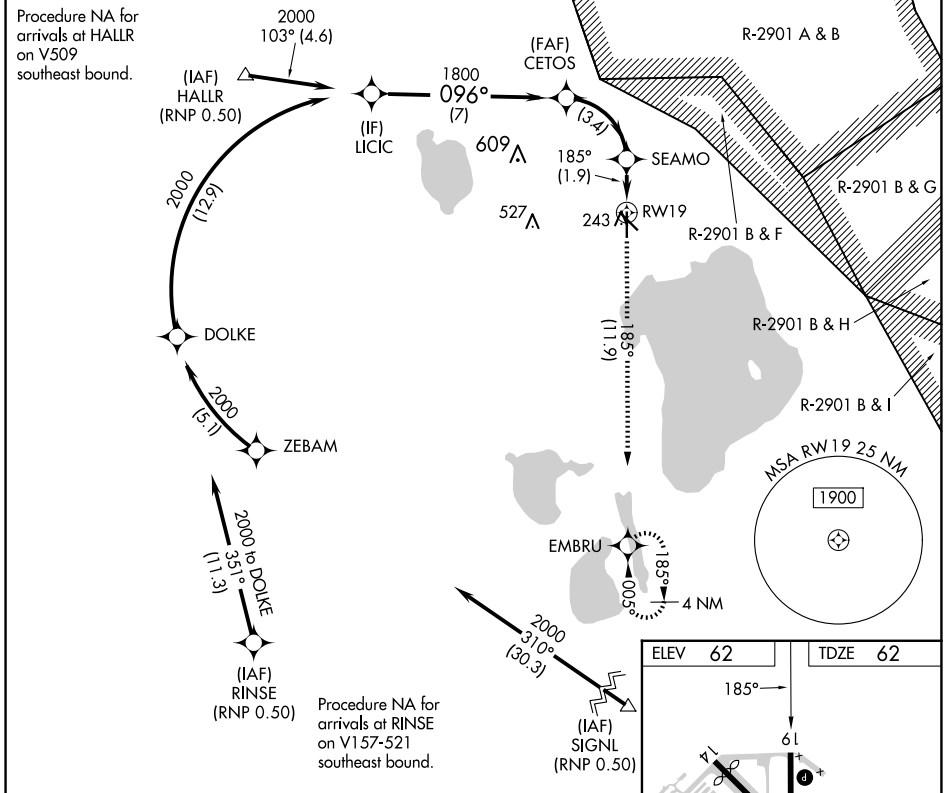 Procedure NA for
arrivals at HALLR
on V509
southeast bound.
2000
103° (4.6)
(IAF)
HALLR
(RNP 0.50)
(IF)
LICIC
1800
096°
(7)
(FAF)
CETOS
(3.4)
SEAMO
185°
(1.9)
RW19
609
527
243
R-2901 A & B
R-2901 B & G
R-2901 B & F
R-2901 B & H
R-2901 B & I
2000
(12.9)
DOLKE
2000
(5.1)
ZEBAM
2000 to DOLKE
351°
(11.3)
(IAF)
RINSE
(RNP 0.50)
Procedure NA for
arrivals at RINSE
on V157-521
southeast bound.
185°
(11.9)
EMBRU
185°
005°
4 NM
2000
310°
(30.3)
(IAF)
SIGNL
(RNP 0.50)
MSA RW19 25 NM
1900
ELEV 62
TDZE 62
185°
19
14
P